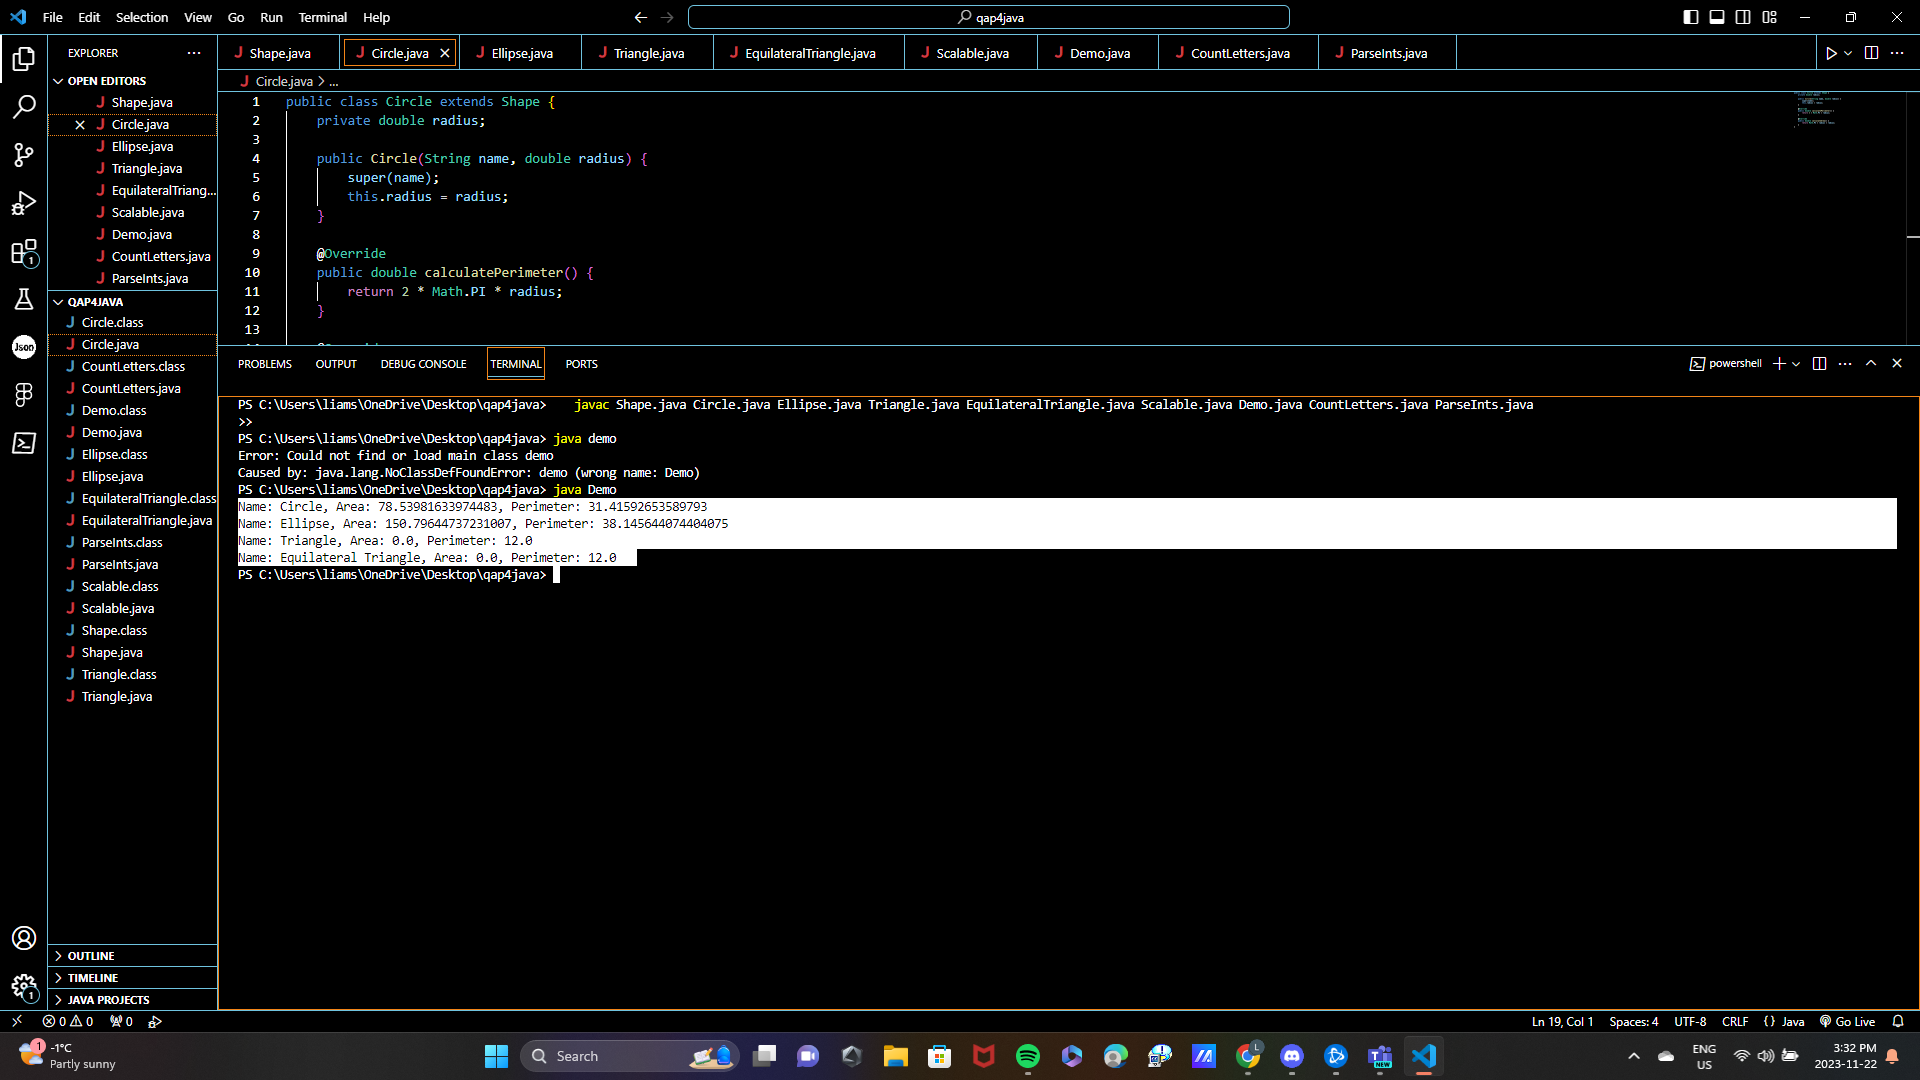 File Edit Selection View Go Run Terminal Help
qap4java
EXPLORER
OPEN EDITORS
Shape.java
Circle.java
Ellipse.java
Triangle.java
EquilateralTriang...
Scalable.java
Demo.java
CountLetters.java
ParseInts.java
QAP4JAVA
Circle.class
Circle.java
CountLetters.class
CountLetters.java
Demo.class
Demo.java
Ellipse.class
Ellipse.java
EquilateralTriangle.class
EquilateralTriangle.java
ParseInts.class
ParseInts.java
Scalable.class
Scalable.java
Shape.class
Shape.java
Triangle.class
Triangle.java
OUTLINE
TIMELINE
JAVA PROJECTS
Shape.java Circle.java Ellipse.java Triangle.java EquilateralTriangle.java Scalable.java Demo.java CountLetters.java ParseInts.java
Circle.java > ...
1 public class Circle extends Shape {
2 private double radius;
3
4 public Circle(String name, double radius) {
5 super(name);
6 this.radius = radius;
7 }
8
9 @Override
10 public double calculatePerimeter() {
11 return 2 * Math.PI * radius;
12 }
13
PROBLEMS OUTPUT DEBUG CONSOLE TERMINAL PORTS
powershell
PS C:\Users\liams\OneDrive\Desktop\qap4java> javac Shape.java Circle.java Ellipse.java Triangle.java EquilateralTriangle.java Scalable.java Demo.java CountLetters.java ParseInts.java
>>
PS C:\Users\liams\OneDrive\Desktop\qap4java> java demo
Error: Could not find or load main class demo
Caused by: java.lang.NoClassDefFoundError: demo (wrong name: Demo)
PS C:\Users\liams\OneDrive\Desktop\qap4java> java Demo
Name: Circle, Area: 78.53981633974483, Perimeter: 31.41592653589793
Name: Ellipse, Area: 150.79644737231007, Perimeter: 38.145644074404075
Name: Triangle, Area: 0.0, Perimeter: 12.0
Name: Equilateral Triangle, Area: 0.0, Perimeter: 12.0
PS C:\Users\liams\OneDrive\Desktop\qap4java>
Json
1
1
0 0 0
Ln 19, Col 1 Spaces: 4 UTF-8 CRLF {} Java Go Live
1
-1°C
Partly sunny
Search
L
NEW
ENG
US
3:32 PM
2023-11-22